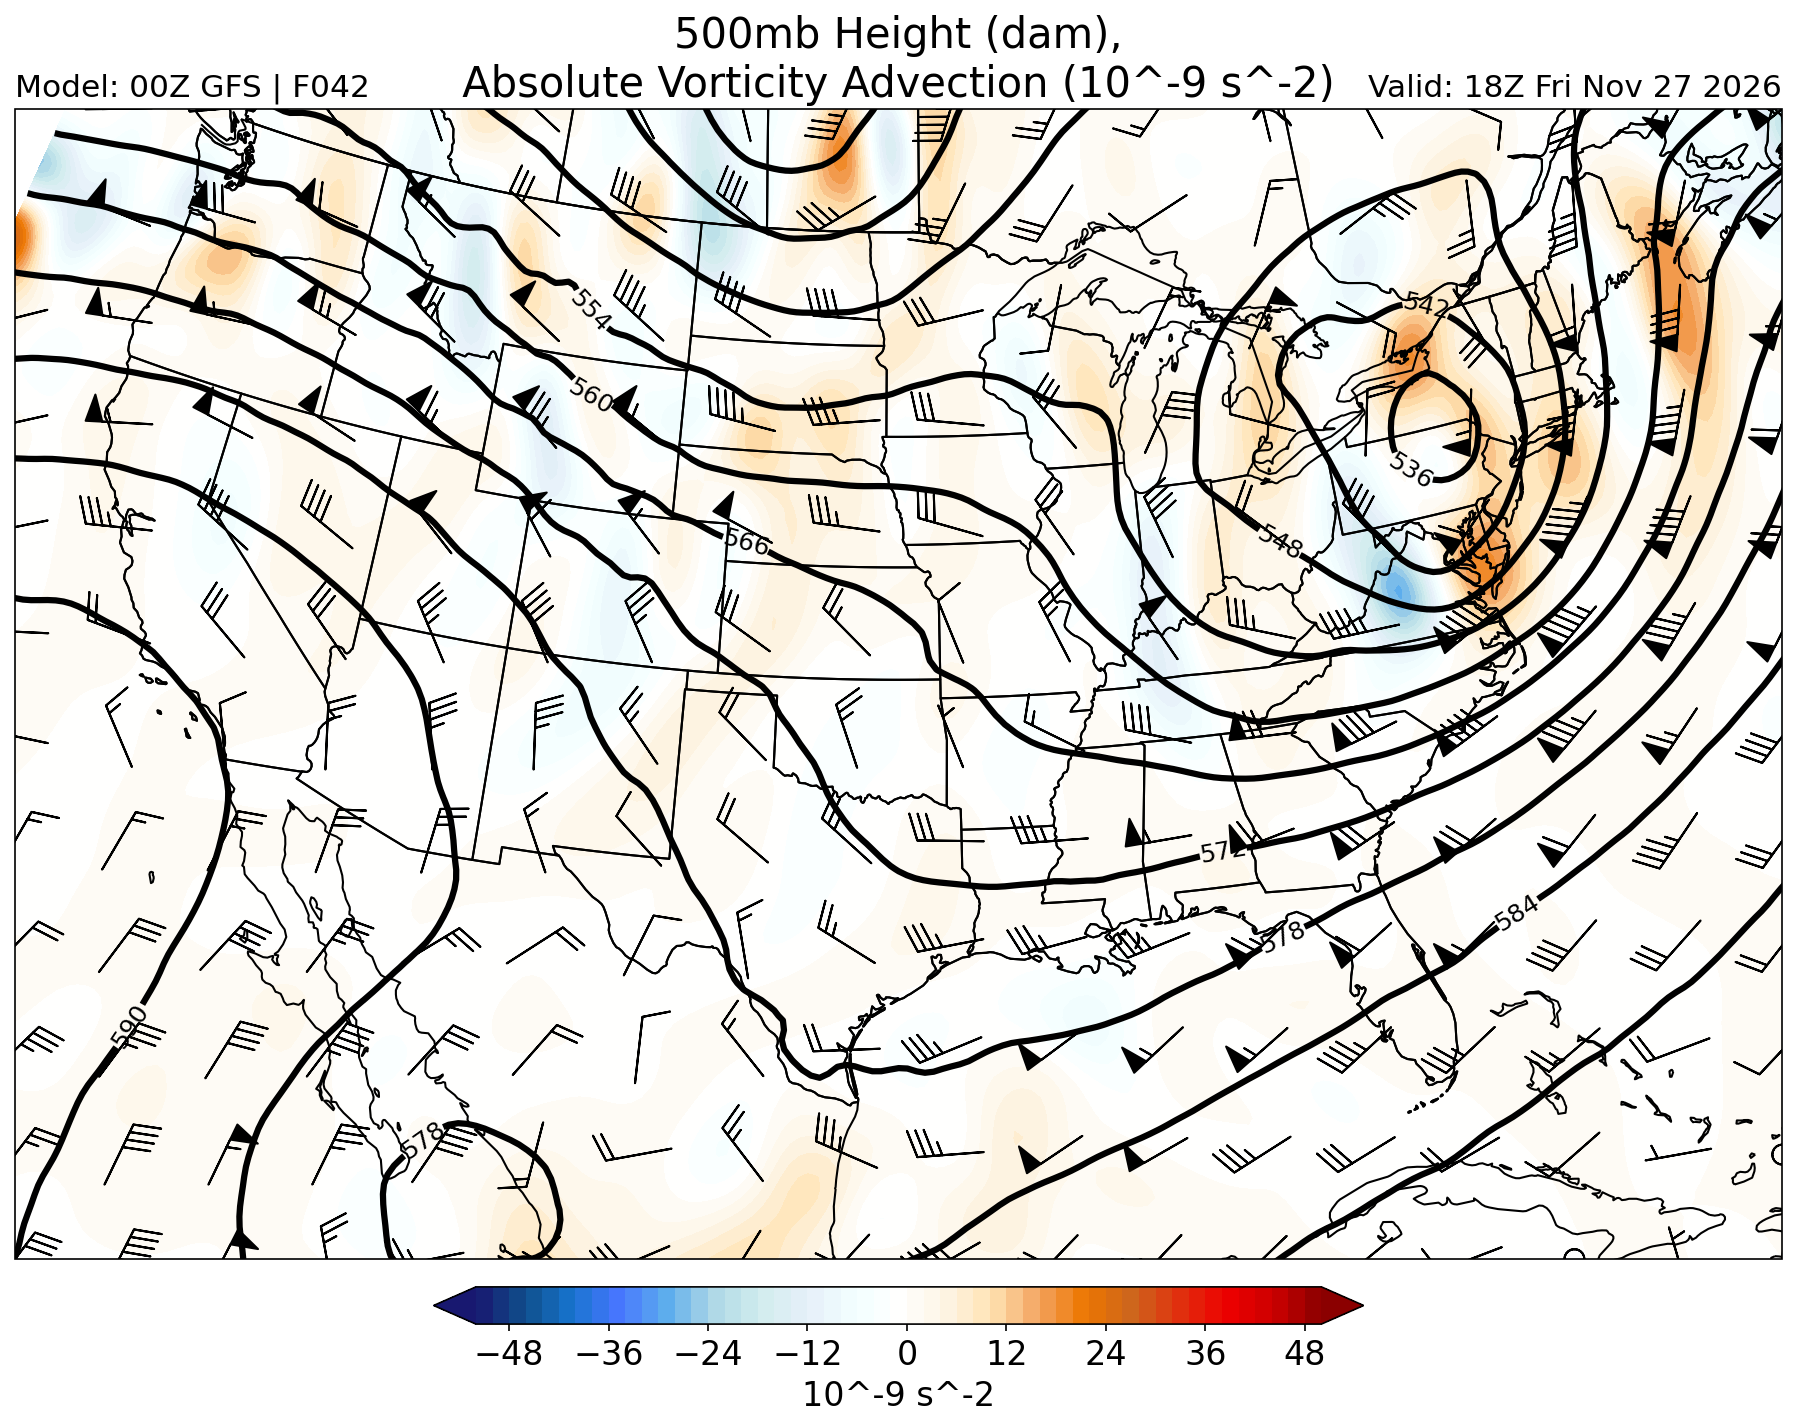 500mb Height (dam),
Model: 00Z GFS | F042
Absolute Vorticity Advection (10^-9 s^-2)
Valid: 18Z Fri Nov 27 2026
542
554
560
536
566
548
572
584
578
590
578
−48 −36 −24 −12 0 12 24 36 48
10^-9 s^-2